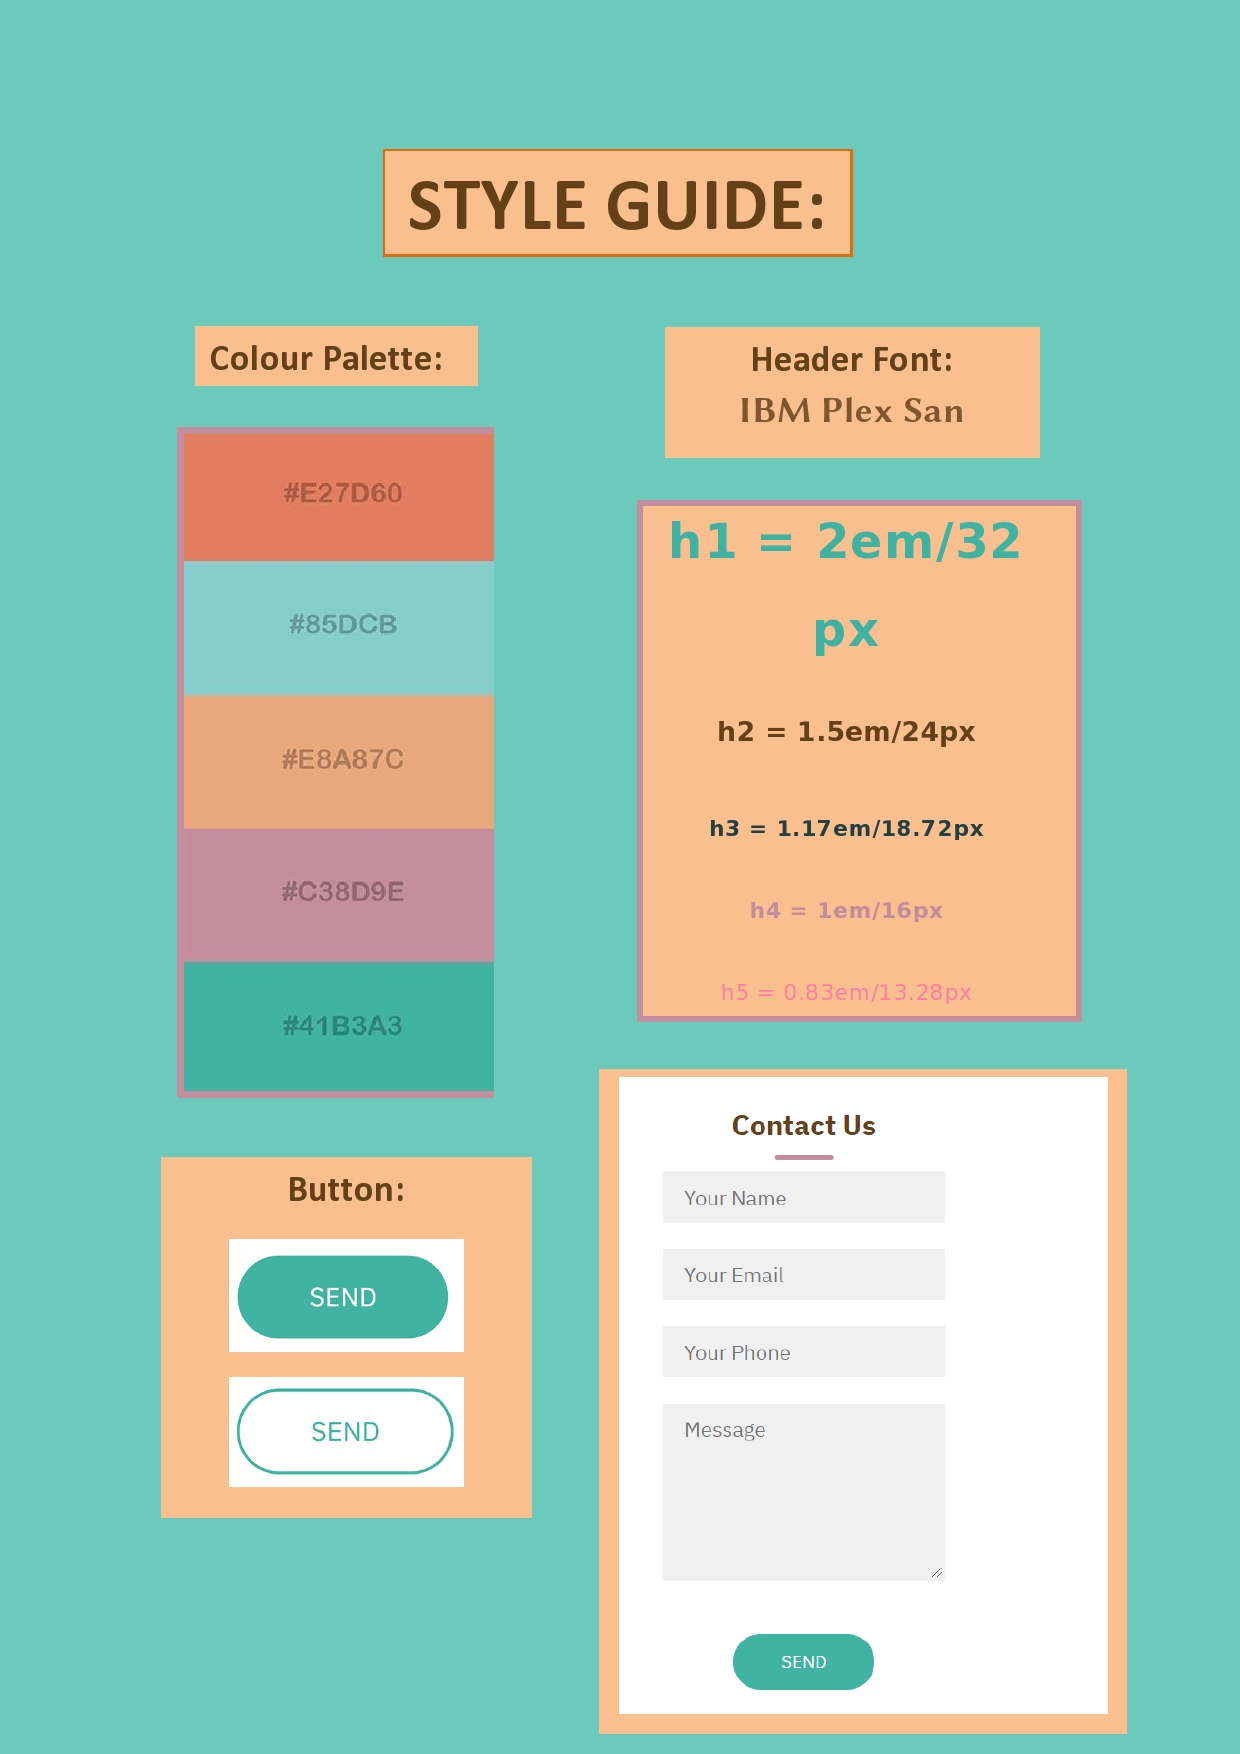 STYLE GUIDE:
Colour Palette:
#E27D60
#85DCB
#E8A87C
#C38D9E
#41B3A3
Button:
SEND
SEND
Header Font:
IBM Plex San
h1 = 2em/32
px
h2 = 1.5em/24px
h3 = 1.17em/18.72px
h4 = 1em/16px
h5 = 0.83em/13.28px
Contact Us
Your Name
Your Email
Your Phone
Message
SEND